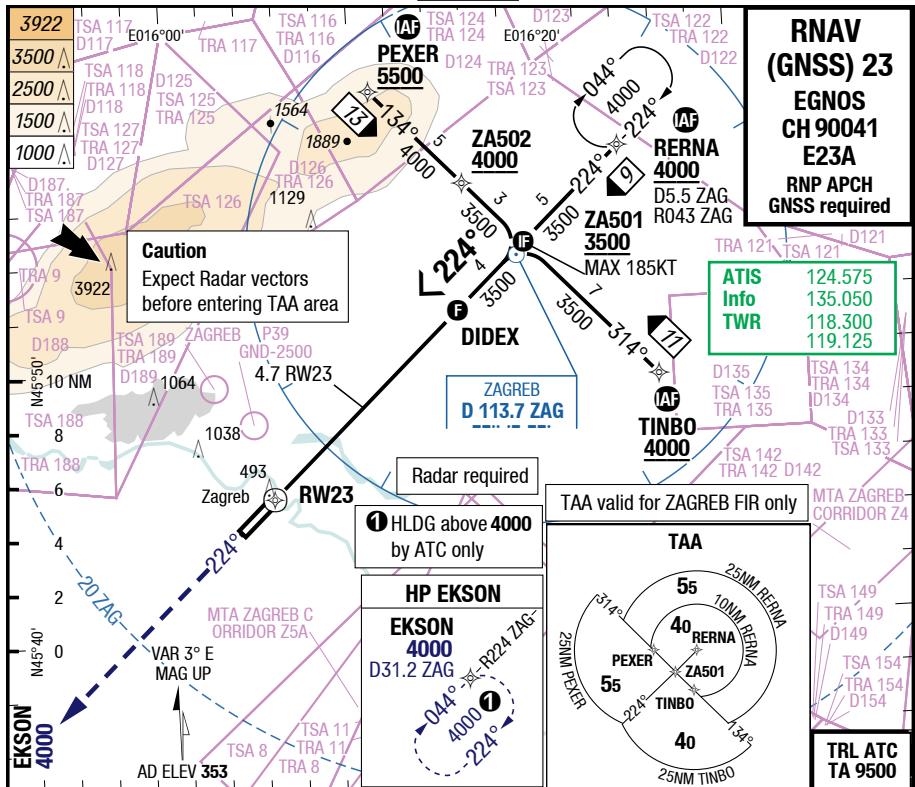 3922
3500
2500
1500
1000
TSA 117
D117
E016°00'
TRA 117
TSA 116
TRA 116
D116
IAF
PEXER
5500
TSA 124
TRA 124
D124
D123
E016°20'
TRA 123
TSA 123
TSA 122
TRA 122
D122
RNAV
(GNSS) 23
EGNOS
CH 90041
E23A
RNP APCH
GNSS required
TSA 118
TRA 118
D118
TSA 127
TRA 127
D127
D125
TSA 125
TRA 125
1564
1889
13
134°
4000
5
ZA502
4000
044°
4000
224°
IAF
RERNA
4000
D5.5 ZAG
R043 ZAG
9
224°
5
3500
D187
TRA 187
TSA 187
D126
TRA 126
TSA 126
1129
3
3500
ZA501
3500
MAX 185KT
IF
TRA 121
TSA 121
D121
Caution
Expect Radar vectors
before entering TAA area
TRA 9
3922
TSA 9
D188
< 224°
4
3500
F
DIDEX
7
3500
314°
11
IAF
TINBO
4000
ATIS 124.575
Info 135.050
TWR 118.300
119.125
TSA 189
TRA 189
D189
ZAGREB
P39
GND-2500
4.7 RW23
1064
N45°50'
10 NM
ZAGREB
D 113.7 ZAG
D135
TSA 135
TRA 135
TSA 134
TRA 134
D134
D133
TRA 133
TSA 133
TSA 188
TRA 188
8
1038
6
493
Zagreb
RW23
Radar required
TSA 142
TRA 142 D142
MTA ZAGREB
CORRIDOR Z4
TAA valid for ZAGREB FIR only
1 HLDG above 4000
by ATC only
4
224°
2
20 ZAG
MTA ZAGREB C
ORRIDOR Z5A
N45°40'
0
VAR 3° E
MAG UP
EKSON
4000
TSA 8
TSA 11
TRA 11
TRA 8
AD ELEV 353
HP EKSON
EKSON
4000
D31.2 ZAG
R224 ZAG
044°
4000 1
224°
TAA
55
25NM RERNA
314°
40
10NM RERNA
RERNA
PEXER
ZA501
25NM PEXER
55
TINBO
224°
134°
40
25NM TINBO
TSA 149
TRA 149
D149
TSA 154
TRA 154
D154
TRL ATC
TA 9500